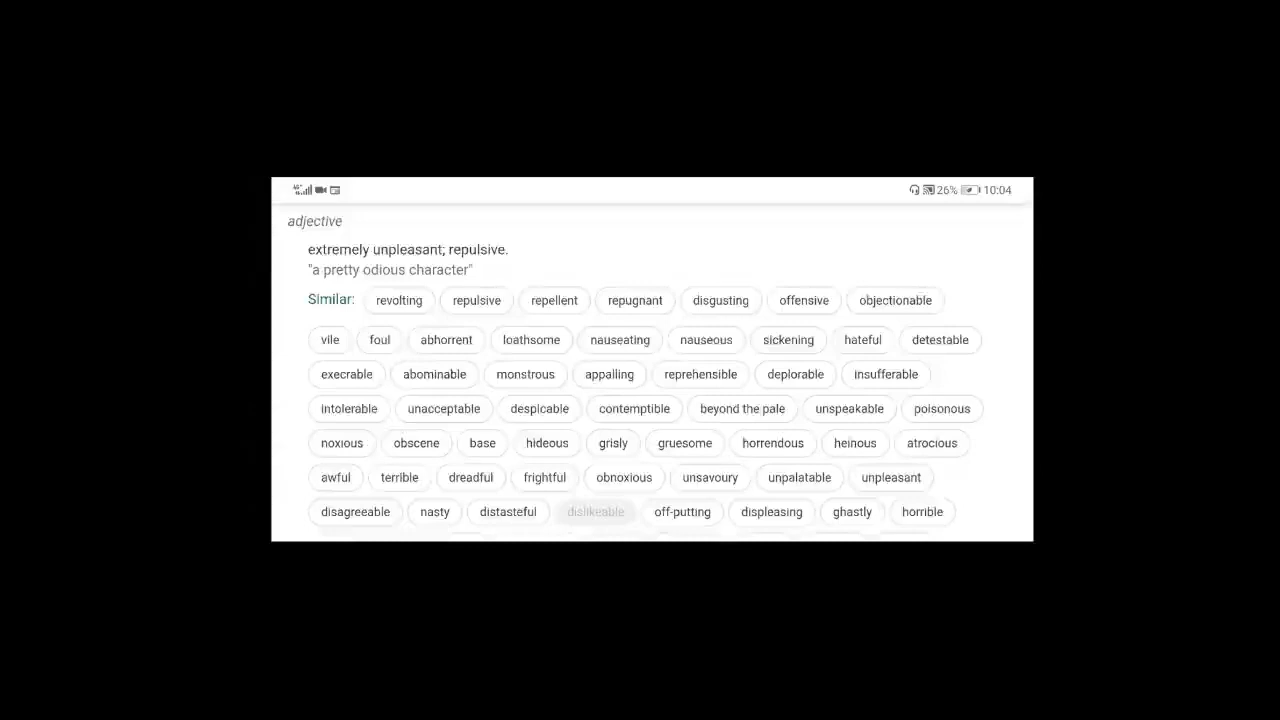 26% 10:04
adjective
extremely unpleasant; repulsive.
"a pretty odious character"
Similar: revolting repulsive repellent repugnant disgusting offensive objectionable
vile foul abhorrent loathsome nauseating nauseous sickening hateful detestable
execrable abominable monstrous appalling reprehensible deplorable insufferable
intolerable unacceptable despicable contemptible beyond the pale unspeakable poisonous
noxious obscene base hideous grisly gruesome horrendous heinous atrocious
awful terrible dreadful frightful obnoxious unsavoury unpalatable unpleasant
disagreeable nasty distasteful dislikeable off-putting displeasing ghastly horrible